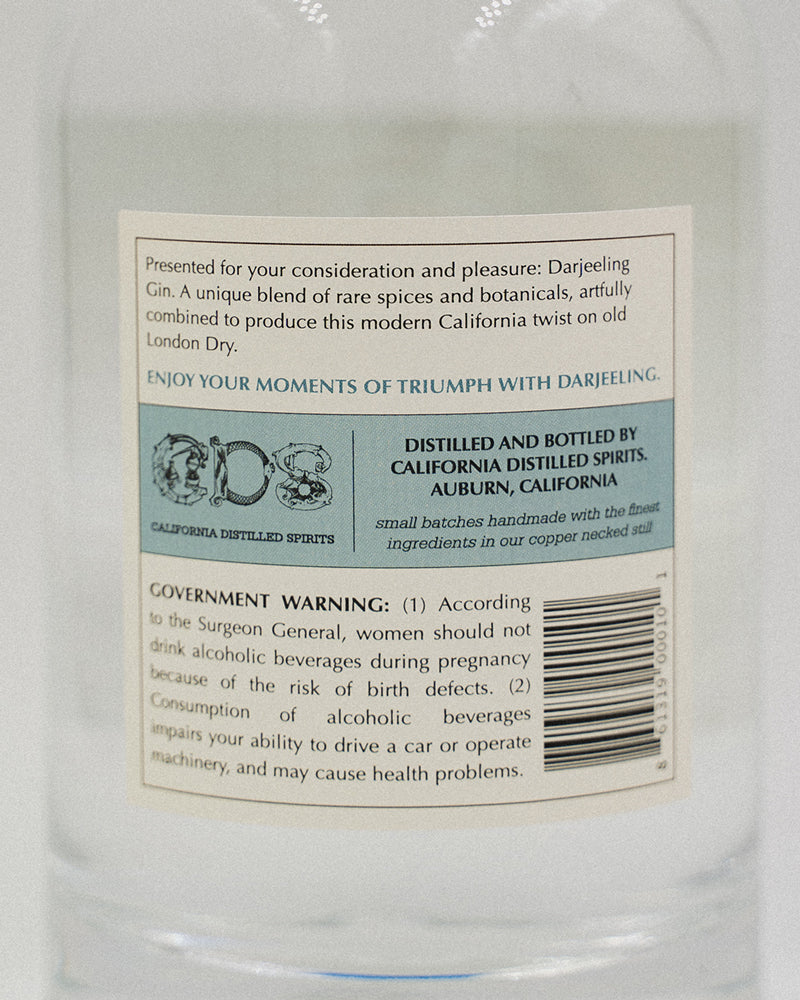 Presented for your consideration and pleasure: Darjeeling
Gin. A unique blend of rare spices and botanicals, artfully
combined to produce this modern California twist on old
London Dry.
ENJOY YOUR MOMENTS OF TRIUMPH WITH DARJEELING.
CDS
CALIFORNIA DISTILLED SPIRITS
DISTILLED AND BOTTLED BY
CALIFORNIA DISTILLED SPIRITS.
AUBURN, CALIFORNIA
small batches handmade with the finest
ingredients in our copper necked still
GOVERNMENT WARNING: (1) According
to the Surgeon General, women should not
drink alcoholic beverages during pregnancy
because of the risk of birth defects. (2)
Consumption of alcoholic beverages
impairs your ability to drive a car or operate
machinery, and may cause health problems.